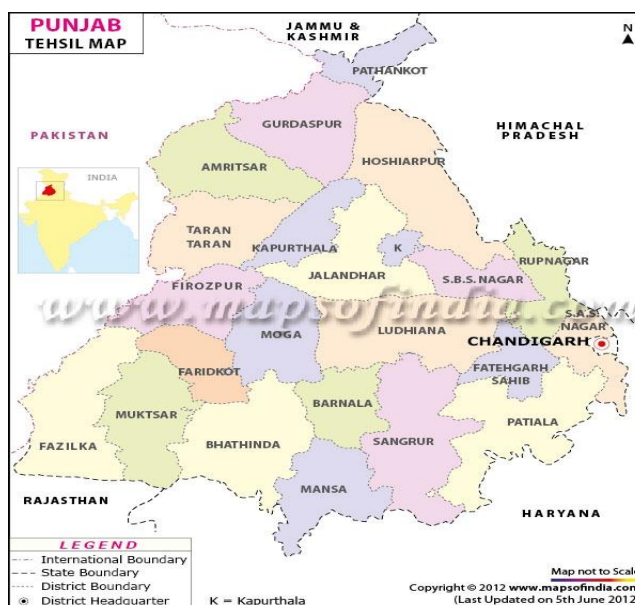 PUNJAB
TEHSIL MAP
JAMMU &
KASHMIR
N
PATHANKOT
GURDASPUR
PAKISTAN
HIMACHAL
PRADESH
HOSHIARPUR
AMRITSAR
INDIA
TARAN
TARAN
KAPURTHALA
K
JALANDHAR
RUPNAGAR
S.B.S. NAGAR
FIROZPUR
www.mapsofindia.com
S.A.S.
NAGAR
MOGA
LUDHIANA
CHANDIGARH
FATEHGARH
SAHIB
FARIDKOT
BARNALA
MUKTSAR
PATIALA
FAZILKA
BHATHINDA
SANGRUR
MANSA
RAJASTHAN
HARYANA
LEGEND
International Boundary
State Boundary
District Boundary
District Headquarter
K = Kapurthala
Map not to Scale
Copyright © 2012 www.mapsofindia.com
(Last Updated on 5th June 2012)